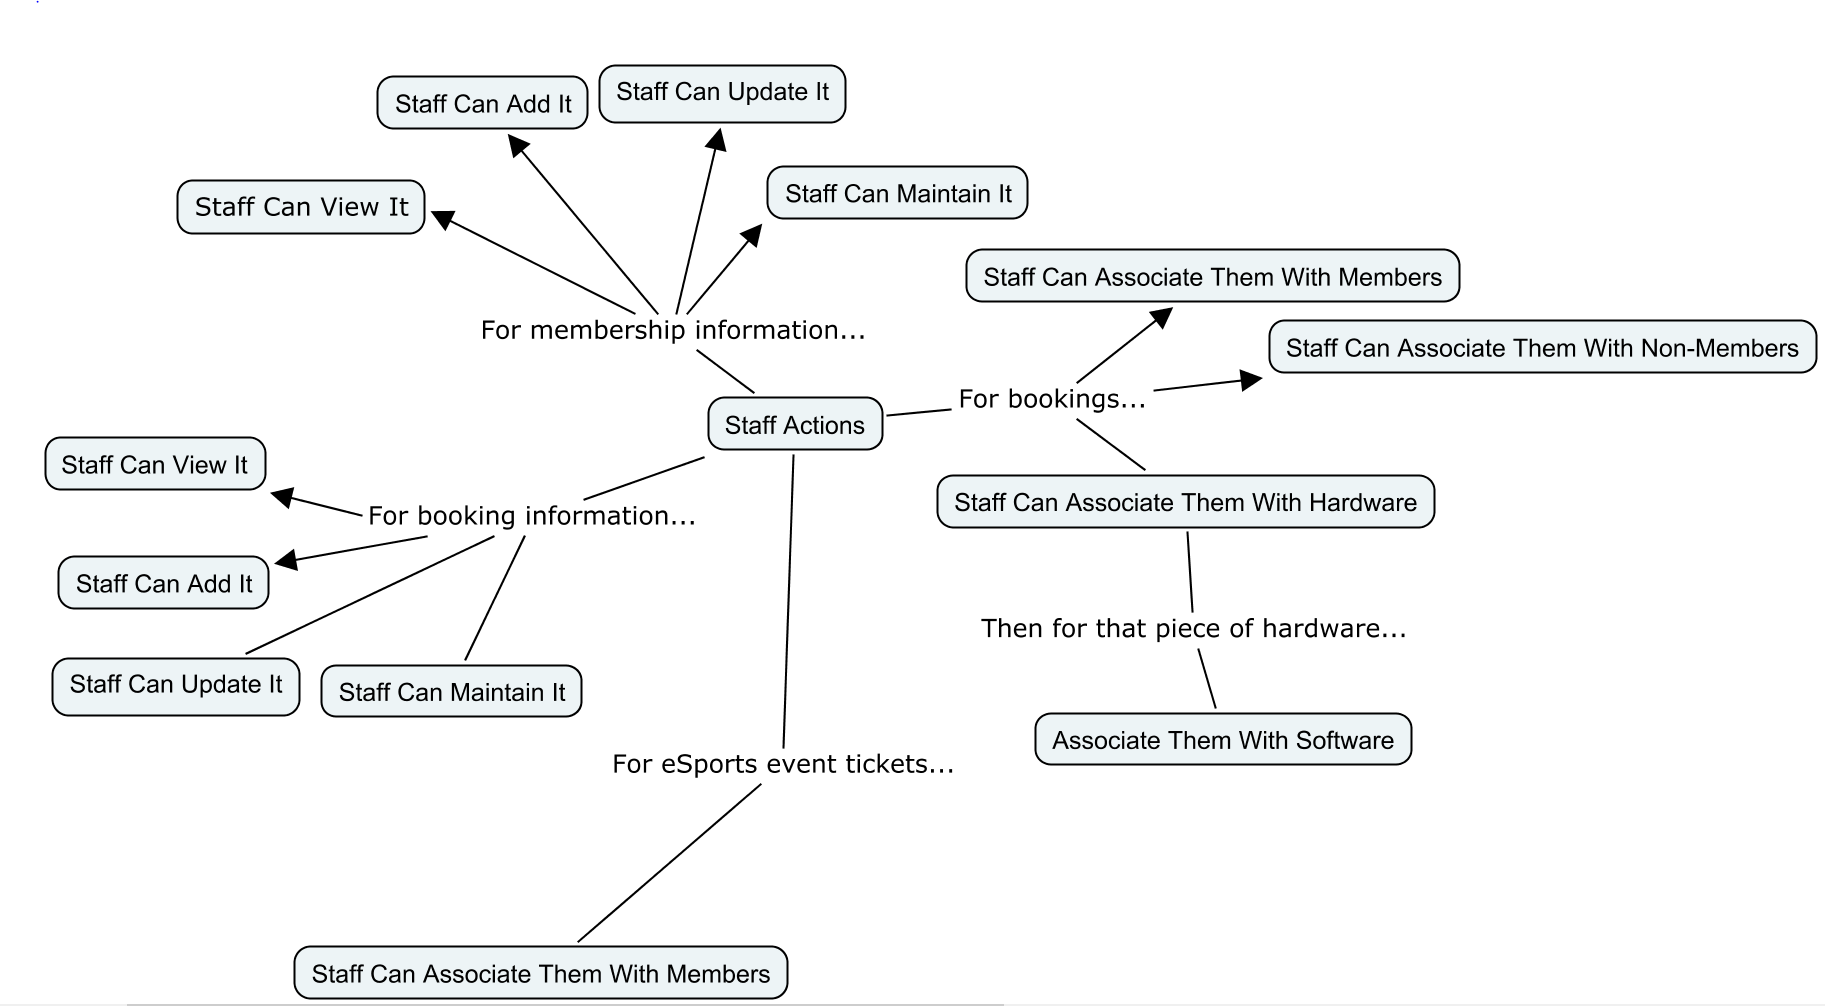 Staff Can Add It
Staff Can Update It
Staff Can View It
Staff Can Maintain It
Staff Can Associate Them With Members
For membership information...
Staff Can Associate Them With Non-Members
For bookings...
Staff Actions
Staff Can View It
Staff Can Associate Them With Hardware
For booking information...
Staff Can Add It
Then for that piece of hardware...
Staff Can Update It
Staff Can Maintain It
Associate Them With Software
For eSports event tickets...
Staff Can Associate Them With Members